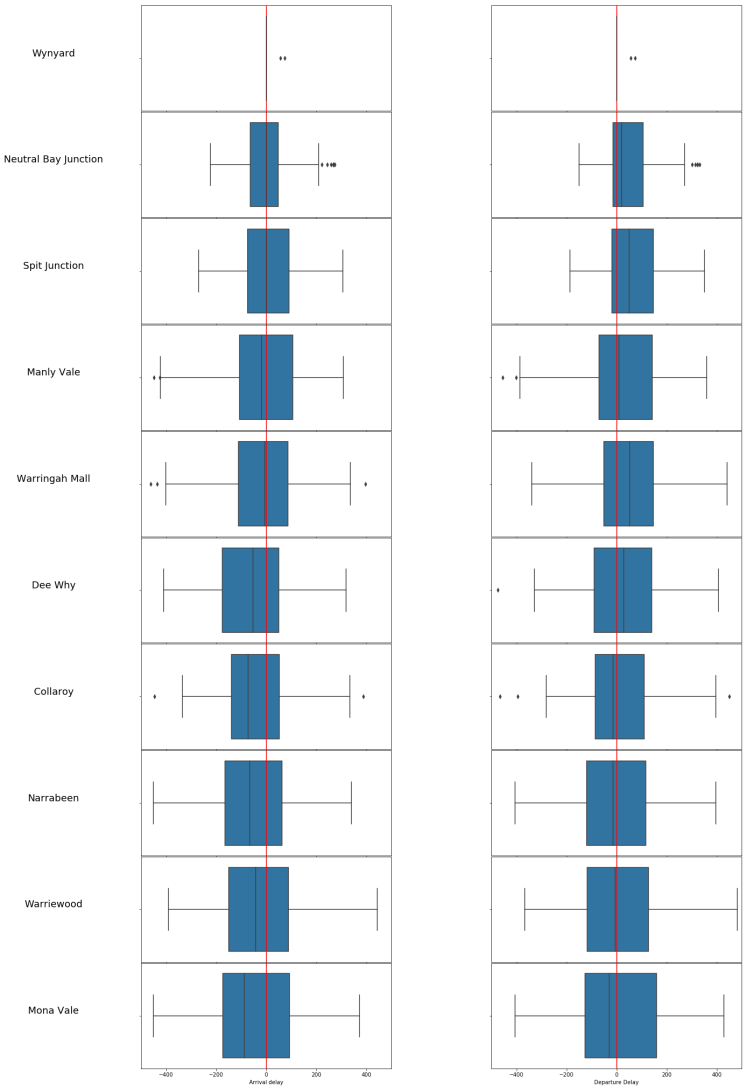 Wynyard
Neutral Bay Junction
Spit Junction
Manly Vale
Warringah Mall
Dee Why
Collaroy
Narrabeen
Warriewood
Mona Vale
−400 −200 0 200 400 −400 −200 0 200 400
Arrival delay Departure Delay